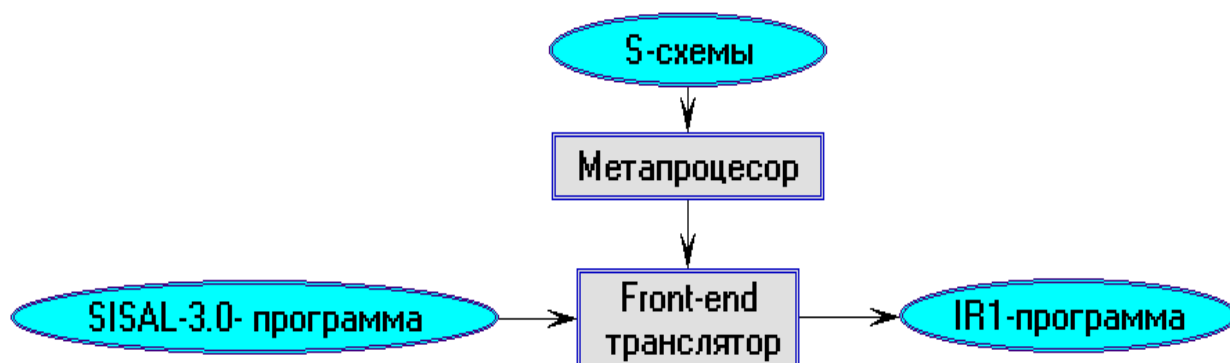 S-схемы
Метапроцесор
SISAL-3.0- программа
Front-end
транслятор
IR1-программа